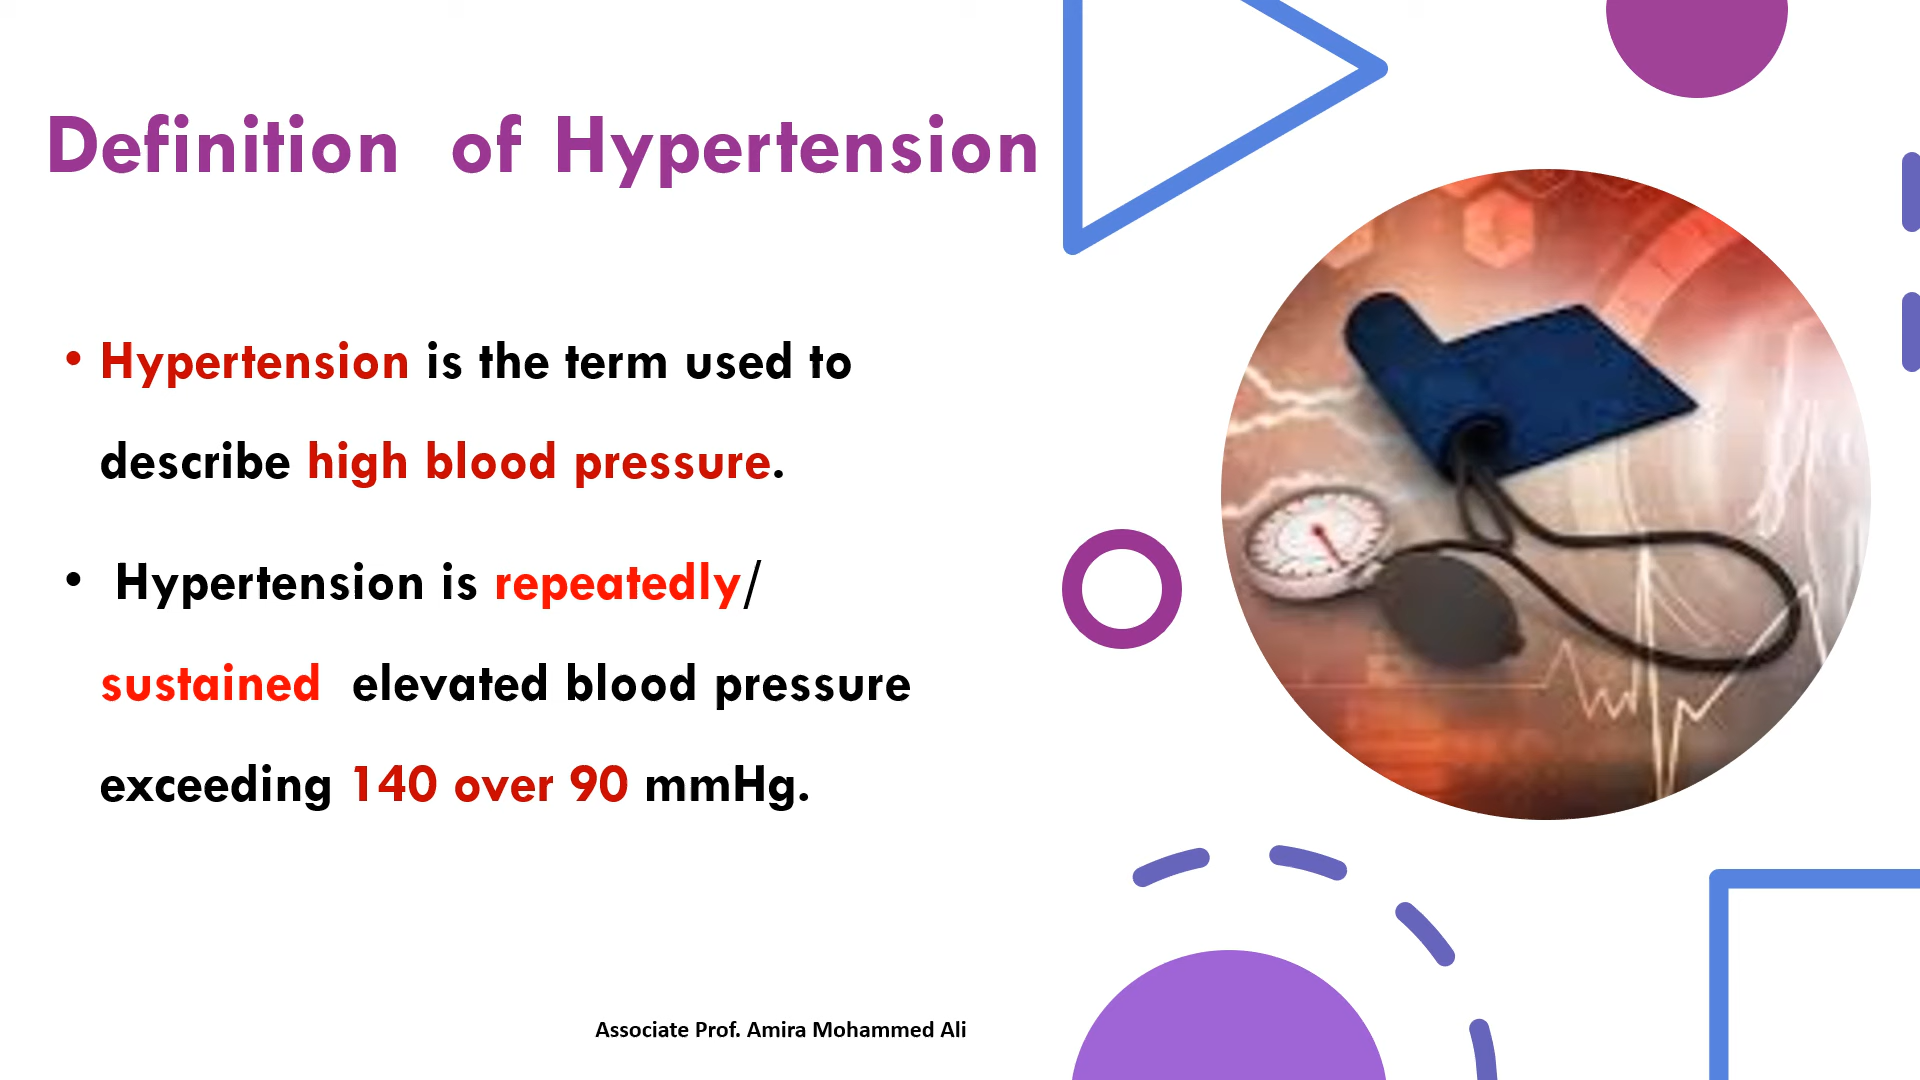 Definition of Hypertension
• Hypertension is the term used to
describe high blood pressure.
• Hypertension is repeatedly/
sustained elevated blood pressure
exceeding 140 over 90 mmHg.
Associate Prof. Amira Mohammed Ali